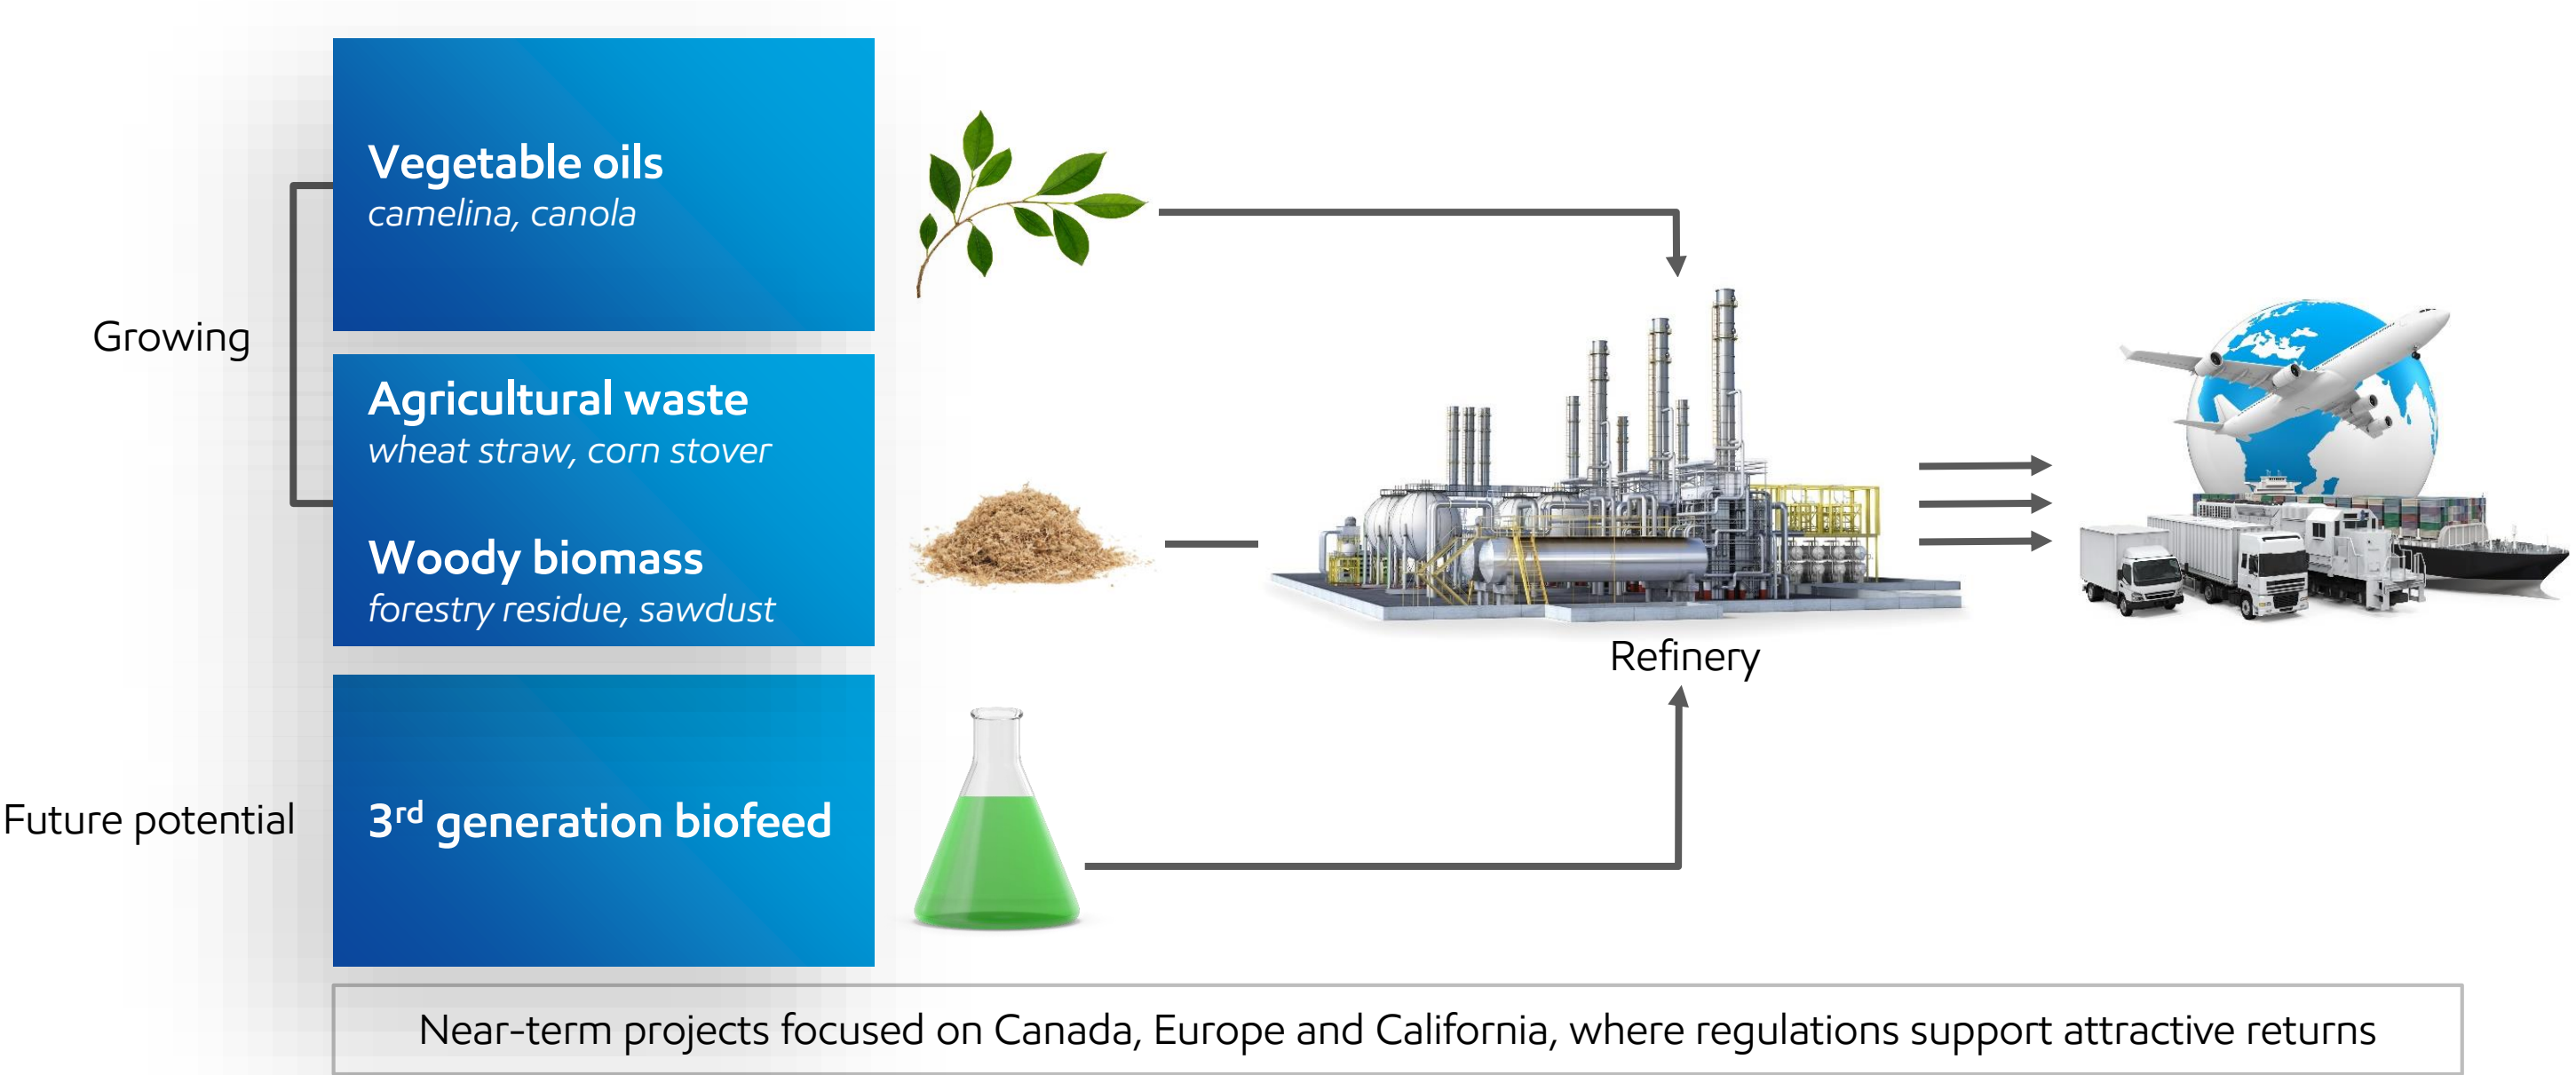 Vegetable oils
camelina, canola
Growing
Agricultural waste
wheat straw, corn stover
Woody biomass
forestry residue, sawdust
Refinery
Future potential
3rd generation biofeed
Near-term projects focused on Canada, Europe and California, where regulations support attractive returns